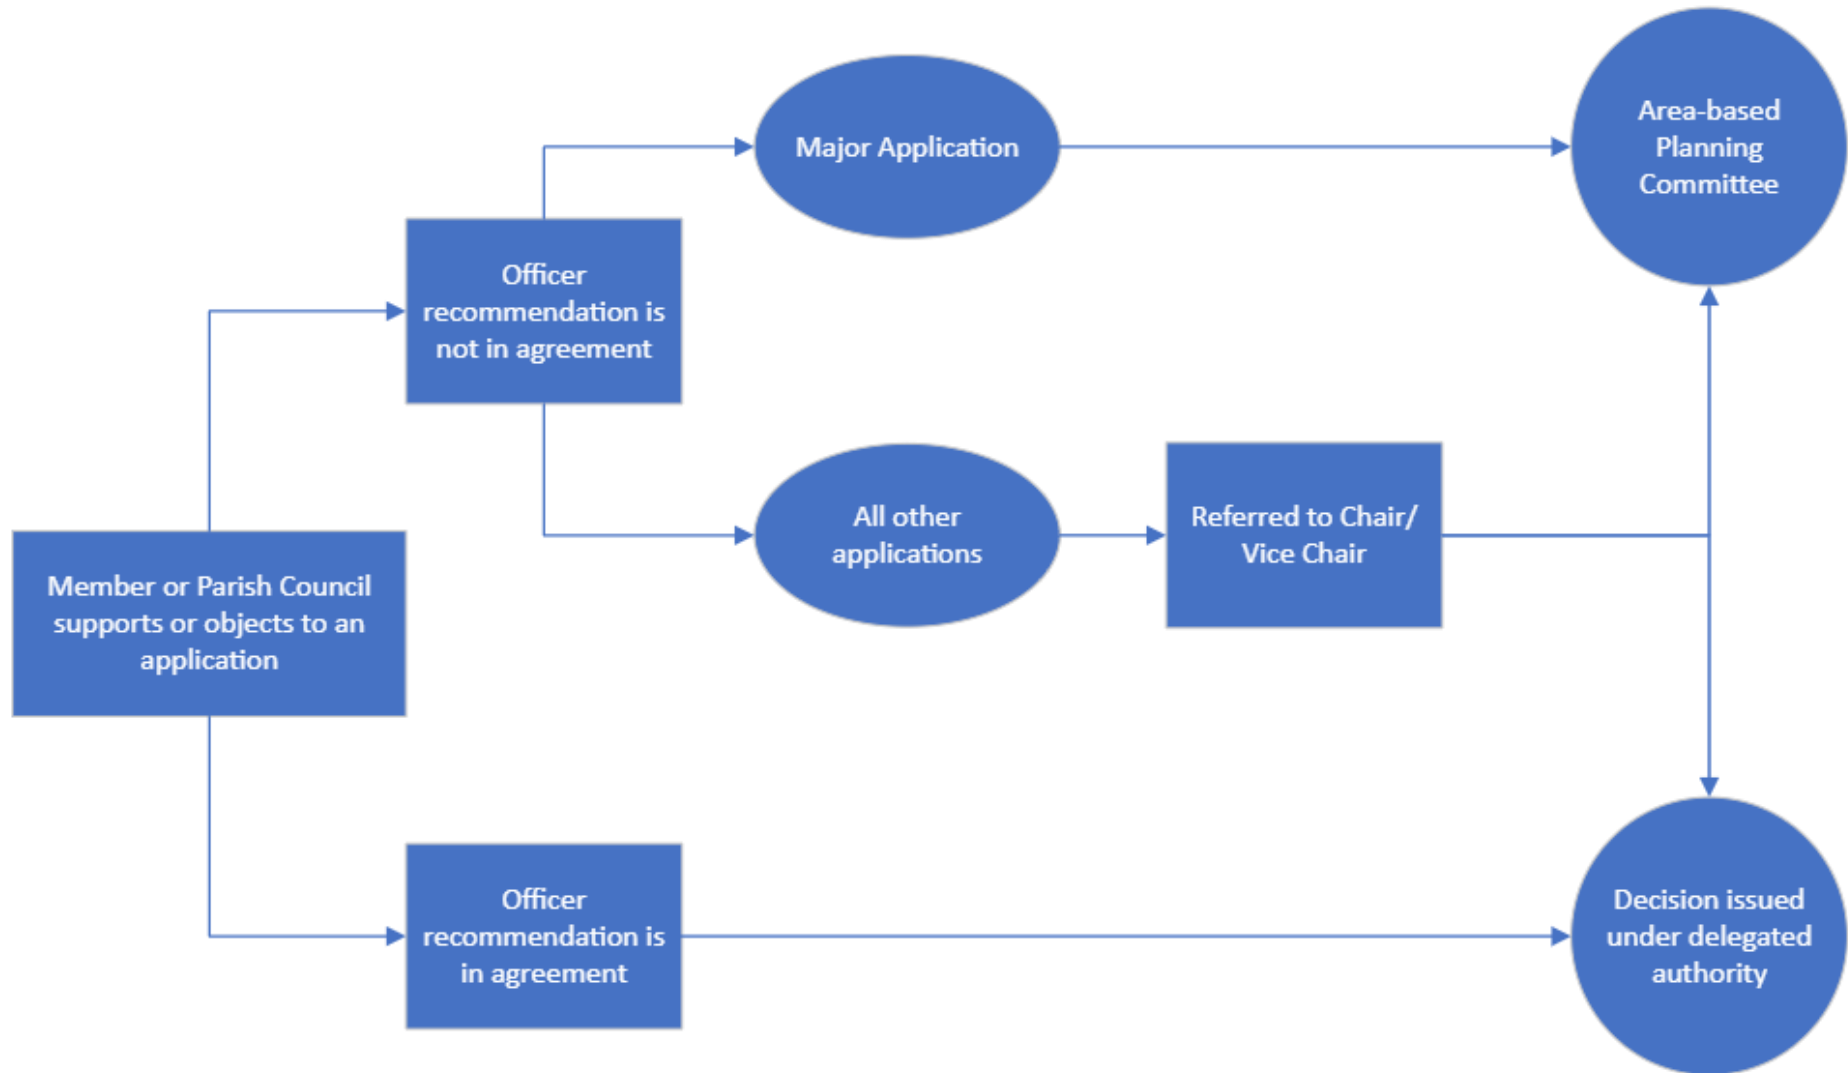 Major Application
Area-based
Planning
Committee
Officer
recommendation is
not in agreement
All other
applications
Referred to Chair/
Vice Chair
Member or Parish Council
supports or objects to an
application
Officer
recommendation is
in agreement
Decision issued
under delegated
authority